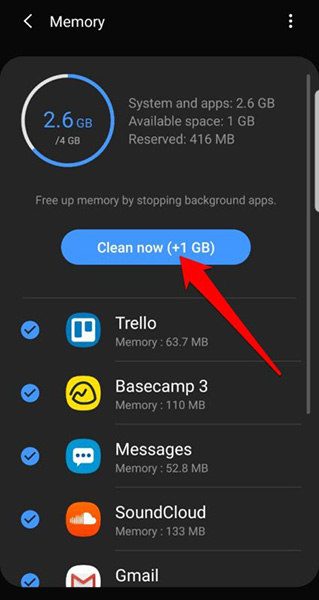 Memory
2.6 GB
/4 GB
System and apps: 2.6 GB
Available space: 1 GB
Reserved: 416 MB
Free up memory by stopping background apps.
Clean now (+1 GB)
Trello
Memory : 63.7 MB
Basecamp 3
Memory : 110 MB
Messages
Memory : 52.8 MB
SoundCloud
Memory : 133 MB
Gmail